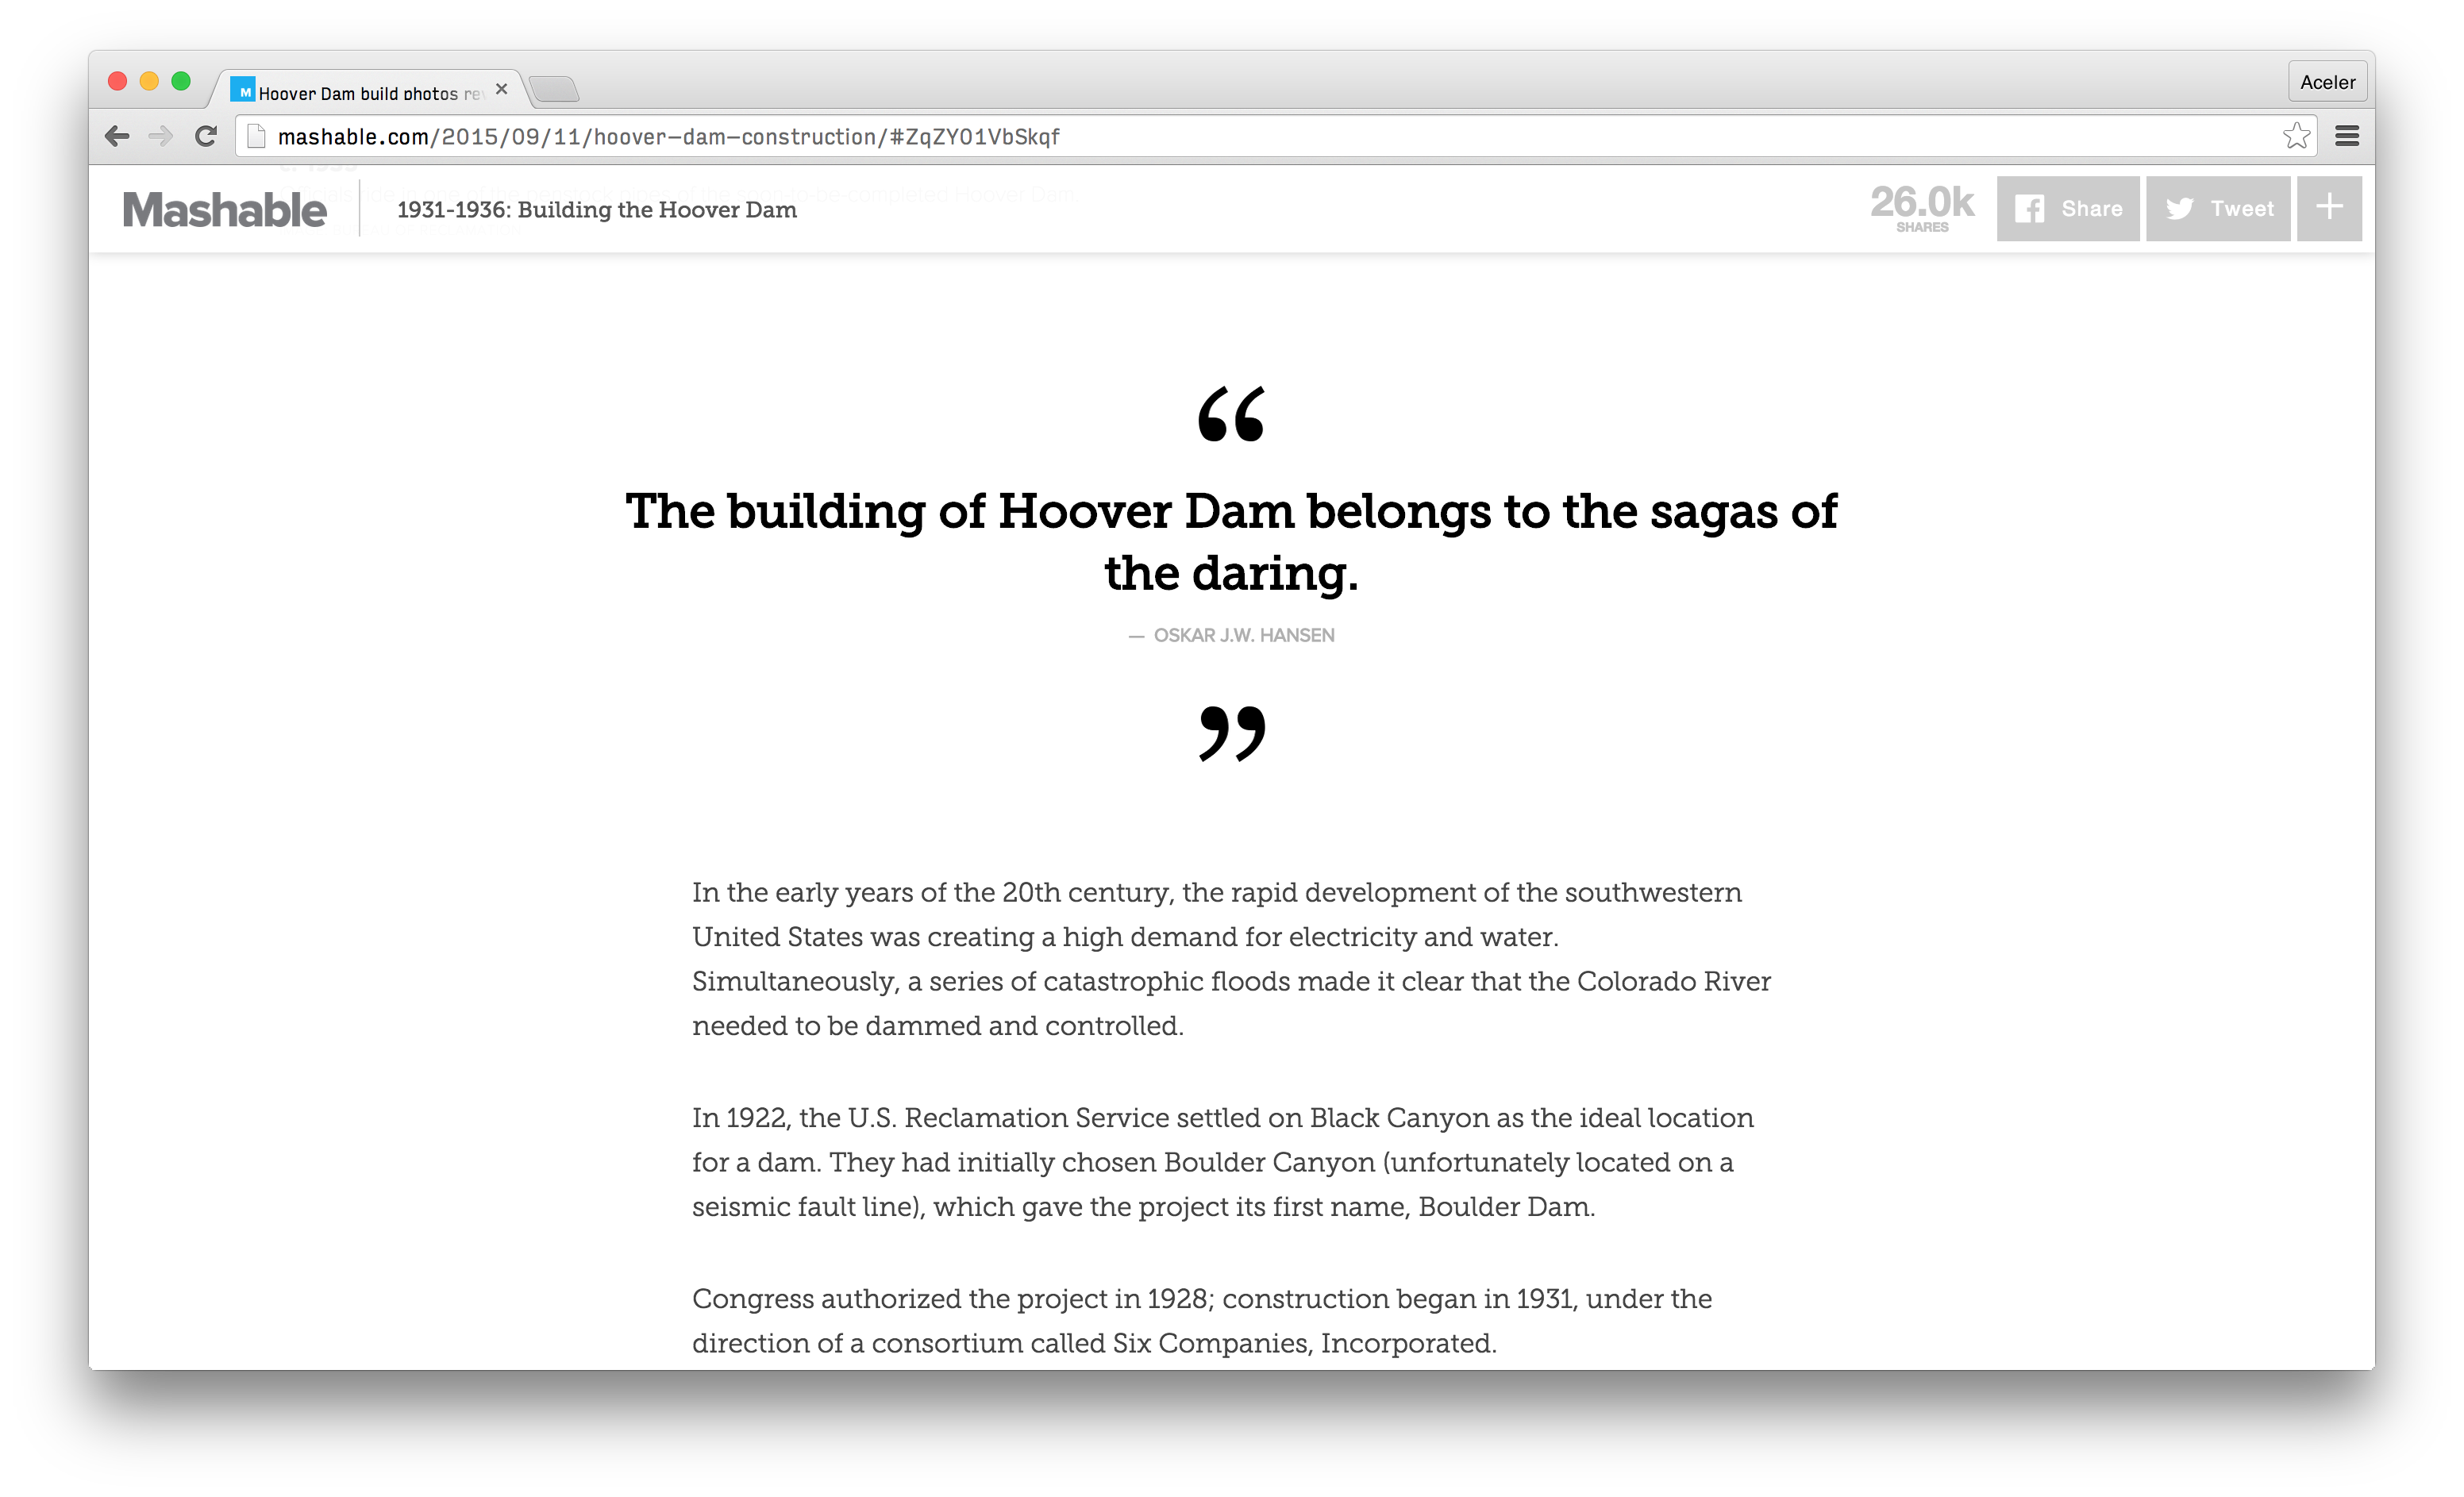 Hoover Dam build photos re
Aceler
mashable.com/2015/09/11/hoover-dam-construction/#ZqZYO1VbSkqf
Mashable
1931-1936: Building the Hoover Dam
26.0k
SHARES
Share
Tweet
“
The building of Hoover Dam belongs to the sagas of
the daring.
— OSKAR J.W. HANSEN
”
In the early years of the 20th century, the rapid development of the southwestern
United States was creating a high demand for electricity and water.
Simultaneously, a series of catastrophic floods made it clear that the Colorado River
needed to be dammed and controlled.
In 1922, the U.S. Reclamation Service settled on Black Canyon as the ideal location
for a dam. They had initially chosen Boulder Canyon (unfortunately located on a
seismic fault line), which gave the project its first name, Boulder Dam.
Congress authorized the project in 1928; construction began in 1931, under the
direction of a consortium called Six Companies, Incorporated.